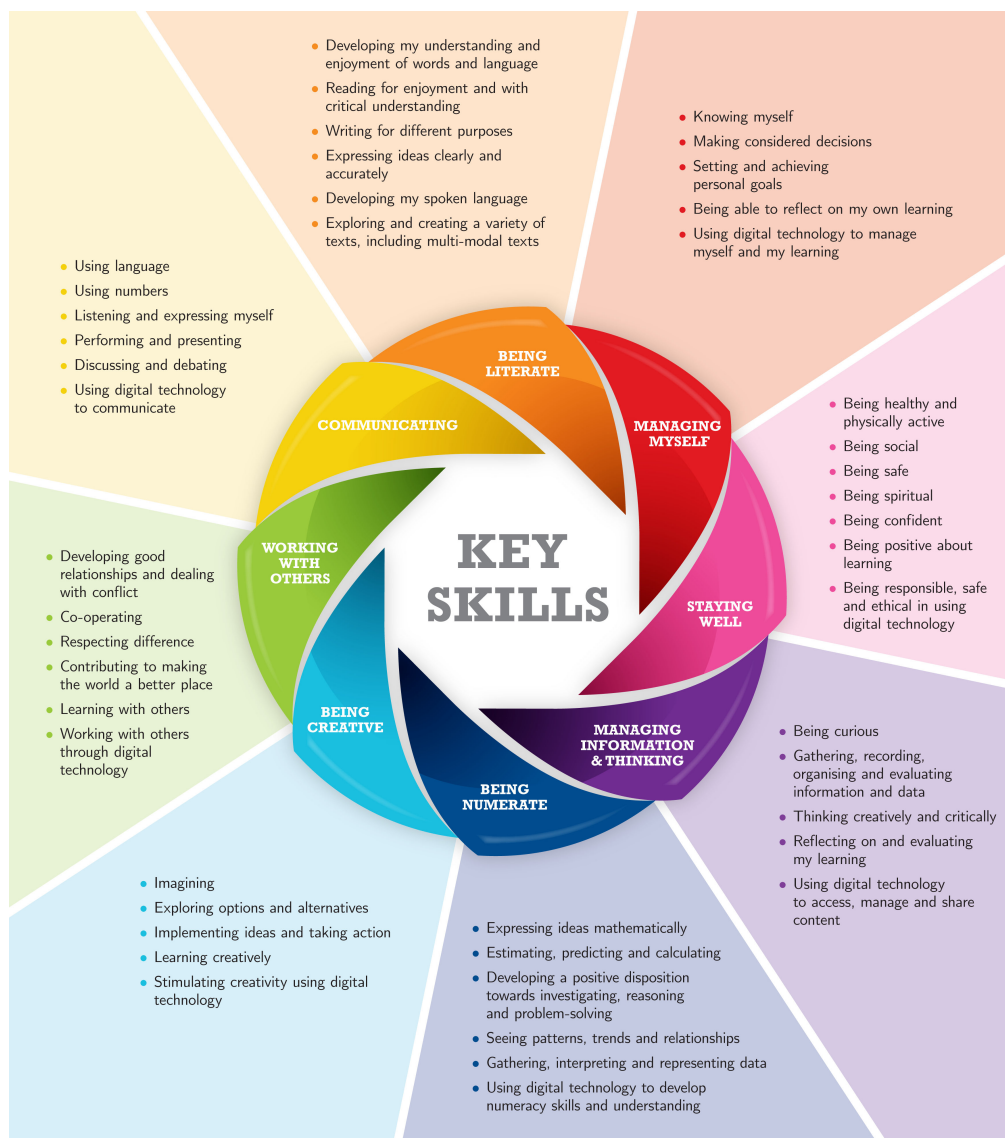 • Developing my understanding and
enjoyment of words and language
• Reading for enjoyment and with
critical understanding
• Writing for different purposes
• Expressing ideas clearly and
accurately
• Developing my spoken language
• Exploring and creating a variety of
texts, including multi-modal texts
• Knowing myself
• Making considered decisions
• Setting and achieving
personal goals
• Being able to reflect on my own learning
• Using digital technology to manage
myself and my learning
• Using language
• Using numbers
• Listening and expressing myself
• Performing and presenting
• Discussing and debating
• Using digital technology
to communicate
BEING
LITERATE
COMMUNICATING
MANAGING
MYSELF
• Being healthy and
physically active
• Being social
• Being safe
• Being spiritual
• Being confident
• Being positive about
learning
• Being responsible, safe
and ethical in using
digital technology
• Developing good
relationships and dealing
with conflict
• Co-operating
• Respecting difference
• Contributing to making
the world a better place
• Learning with others
• Working with others
through digital
technology
WORKING
WITH
OTHERS
KEY
SKILLS
STAYING
WELL
BEING
CREATIVE
MANAGING
INFORMATION
& THINKING
BEING
NUMERATE
• Being curious
• Gathering, recording,
organising and evaluating
information and data
• Thinking creatively and critically
• Reflecting on and evaluating
my learning
• Using digital technology
to access, manage and share
content
• Imagining
• Exploring options and alternatives
• Implementing ideas and taking action
• Learning creatively
• Stimulating creativity using digital
technology
• Expressing ideas mathematically
• Estimating, predicting and calculating
• Developing a positive disposition
towards investigating, reasoning
and problem-solving
• Seeing patterns, trends and relationships
• Gathering, interpreting and representing data
• Using digital technology to develop
numeracy skills and understanding